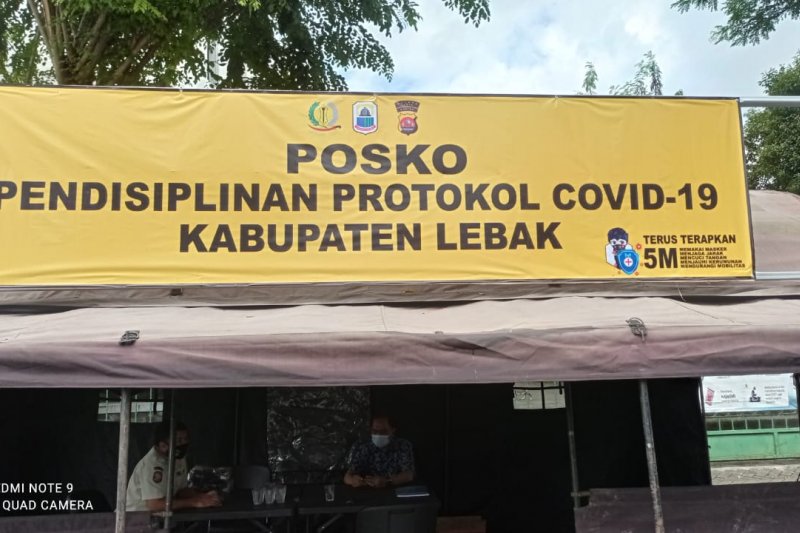 POSKO
PENDISIPLINAN PROTOKOL COVID-19
KABUPATEN LEBAK
TERUS TERAPKAN
5M
MEMAKAI MASKER
MENJAGA JARAK
MENCUCI TANGAN
MENJAUHI KERUMUNAN
MENGURANGI MOBILITAS
EDMI NOTE 9
QUAD CAMERA